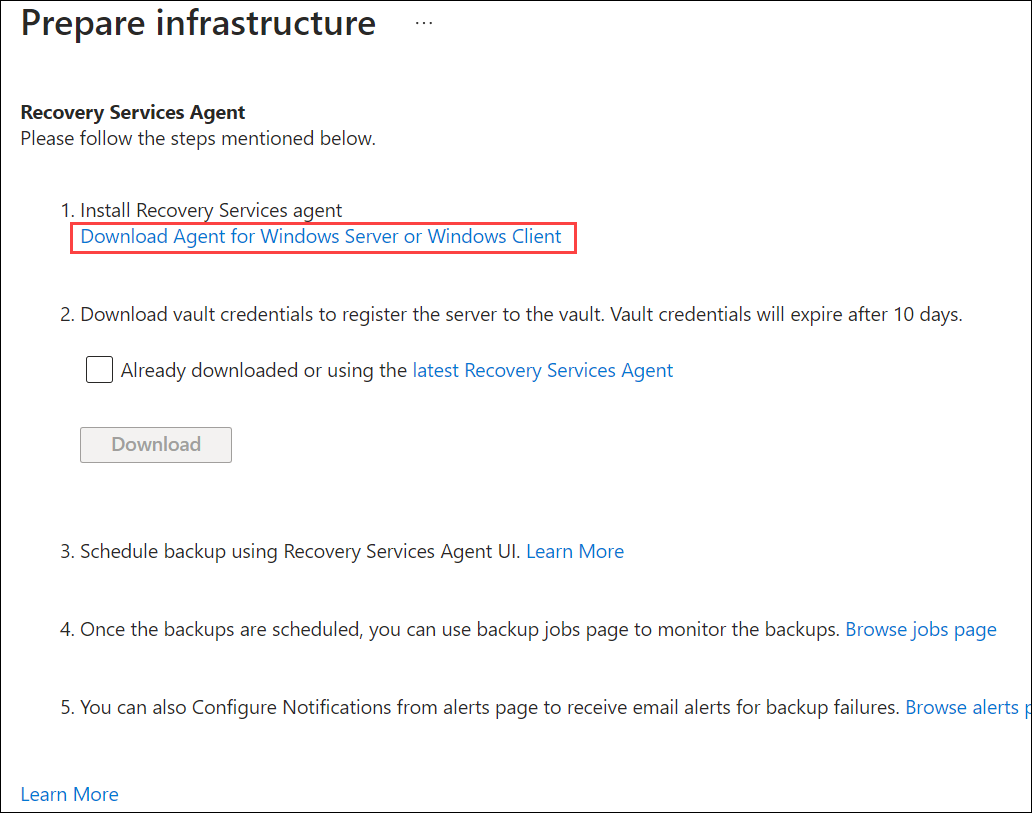 Prepare infrastructure ...
Recovery Services Agent
Please follow the steps mentioned below.
1. Install Recovery Services agent
Download Agent for Windows Server or Windows Client
2. Download vault credentials to register the server to the vault. Vault credentials will expire after 10 days.
Already downloaded or using the latest Recovery Services Agent
Download
3. Schedule backup using Recovery Services Agent UI. Learn More
4. Once the backups are scheduled, you can use backup jobs page to monitor the backups. Browse jobs page
5. You can also Configure Notifications from alerts page to receive email alerts for backup failures. Browse alerts
Learn More